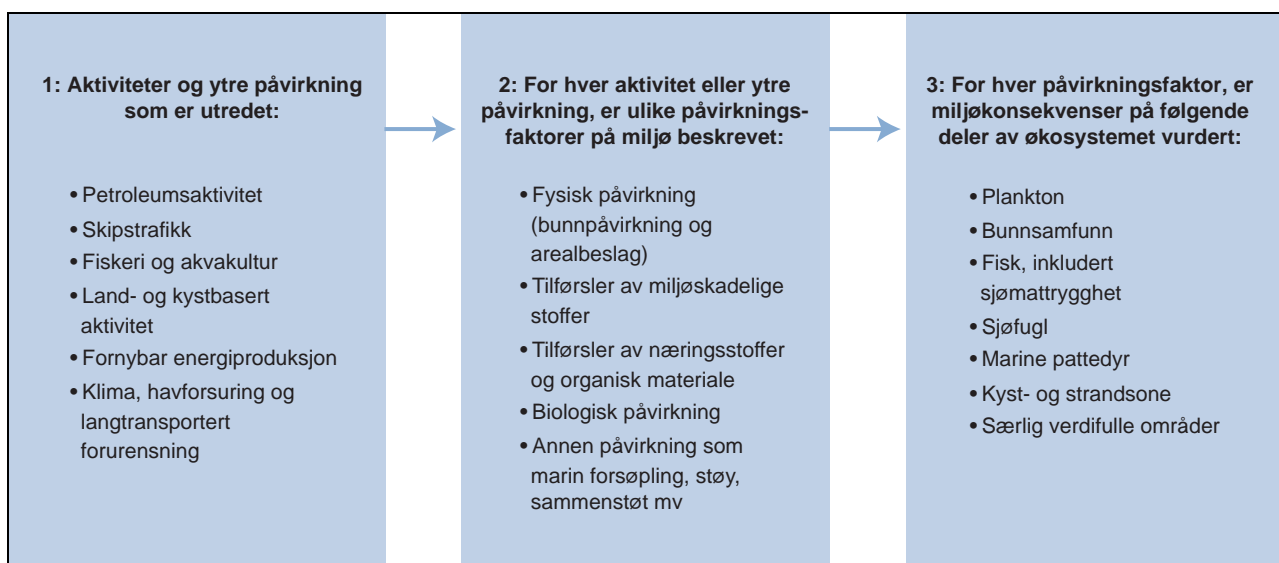 1: Aktiviteter og ytre påvirkning
som er utredet:
• Petroleumsaktivitet
• Skipstrafikk
• Fiskeri og akvakultur
• Land- og kystbasert
aktivitet
• Fornybar energiproduksjon
• Klima, havforsuring og
langtransportert
forurensning
2: For hver aktivitet eller ytre
påvirkning, er ulike påvirknings-
faktorer på miljø beskrevet:
• Fysisk påvirkning
(bunnpåvirkning og
arealbeslag)
• Tilførsler av miljøskadelige
stoffer
• Tilførsler av næringsstoffer
og organisk materiale
• Biologisk påvirkning
• Annen påvirkning som
marin forsøpling, støy,
sammenstøt mv
3: For hver påvirkningsfaktor, er
miljøkonsekvenser på følgende
deler av økosystemet vurdert:
• Plankton
• Bunnsamfunn
• Fisk, inkludert
sjømattrygghet
• Sjøfugl
• Marine pattedyr
• Kyst- og strandsone
• Særlig verdifulle områder